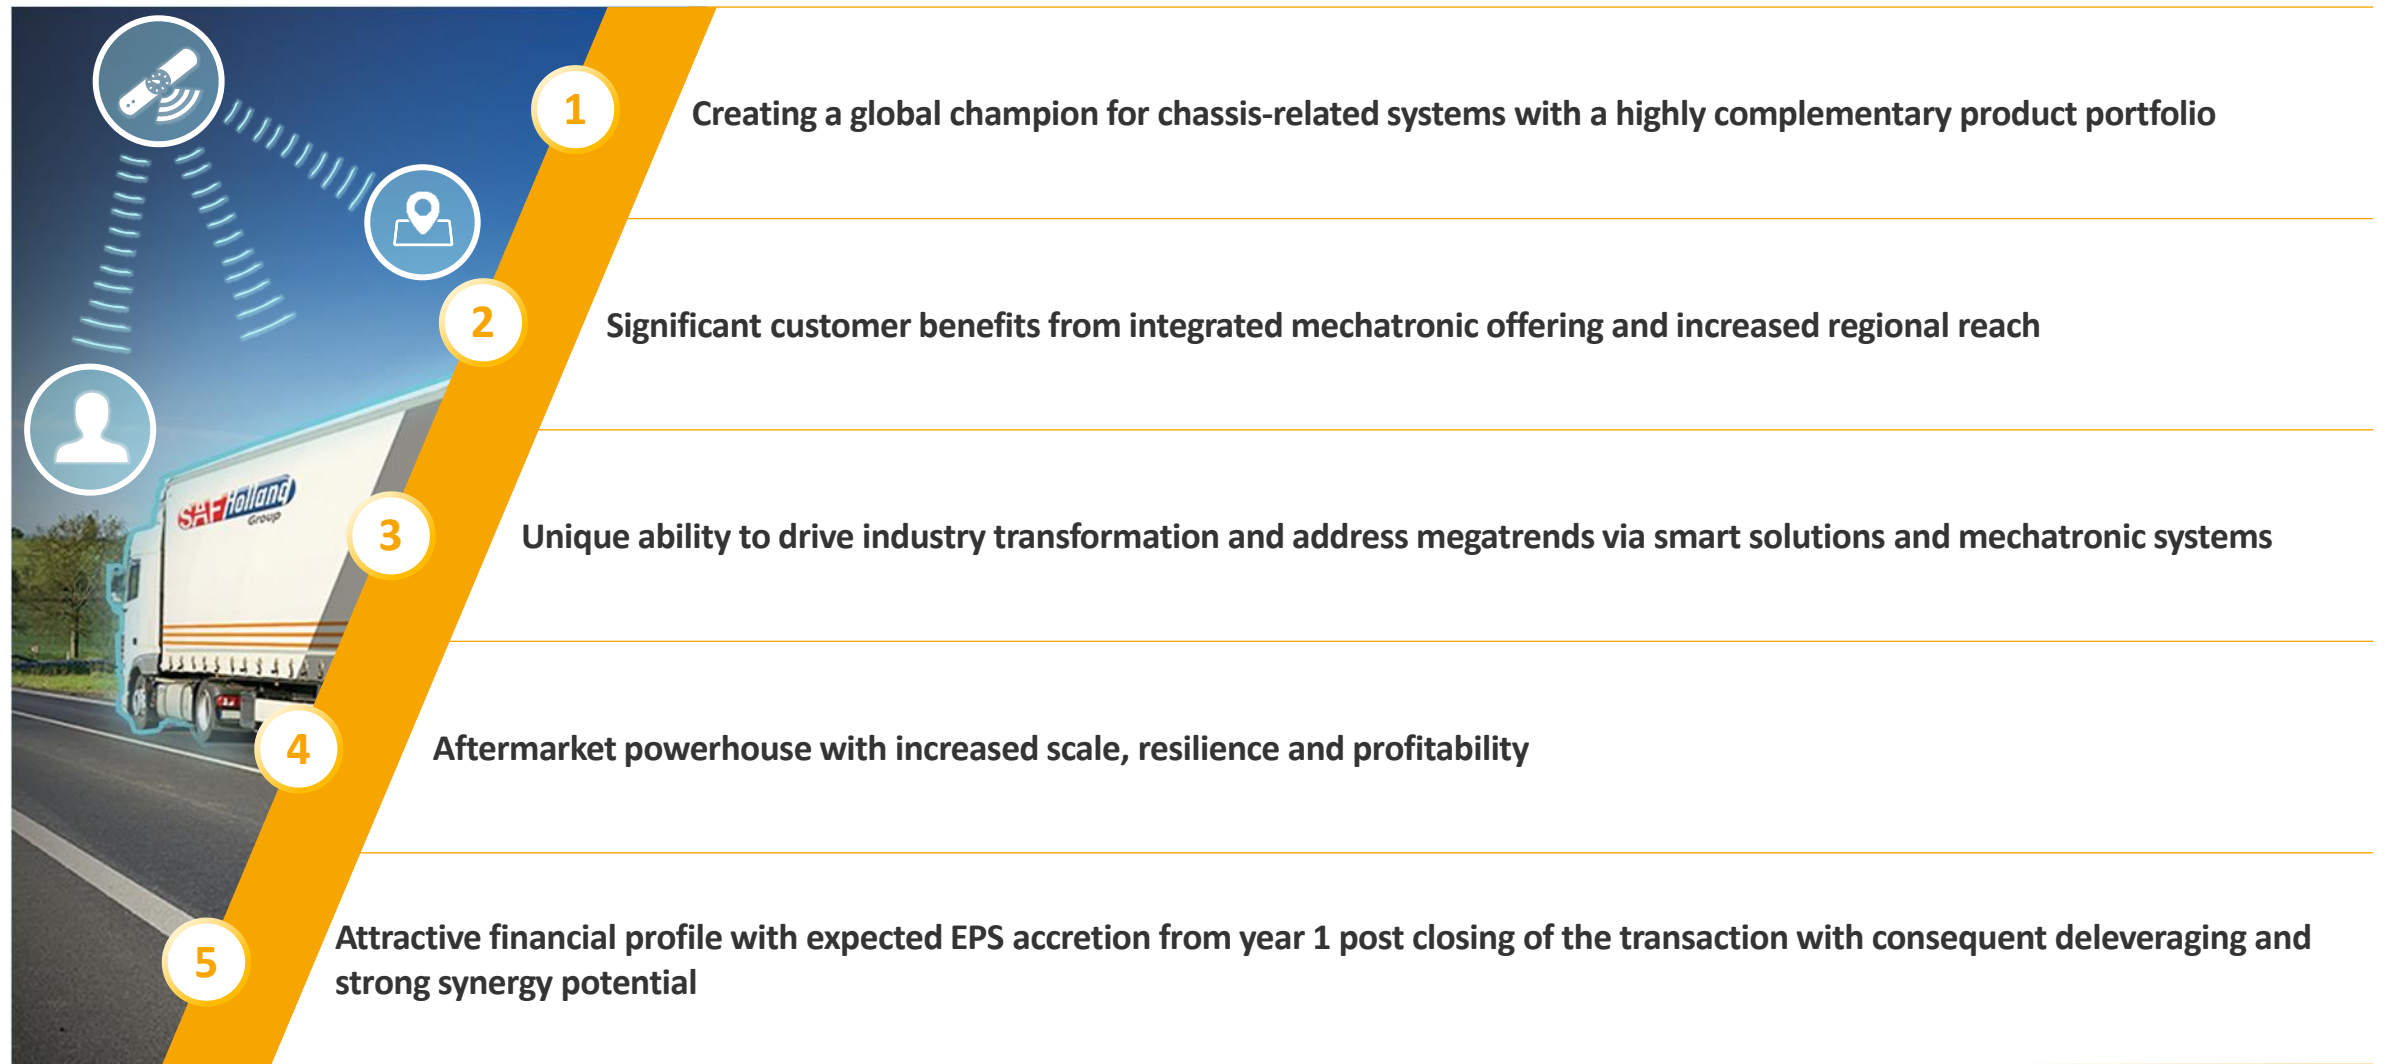 1
Creating a global champion for chassis-related systems with a highly complementary product portfolio
2
Significant customer benefits from integrated mechatronic offering and increased regional reach
SAF Holland
Group
3
Unique ability to drive industry transformation and address megatrends via smart solutions and mechatronic systems
4
Aftermarket powerhouse with increased scale, resilience and profitability
5
Attractive financial profile with expected EPS accretion from year 1 post closing of the transaction with consequent deleveraging and
strong synergy potential